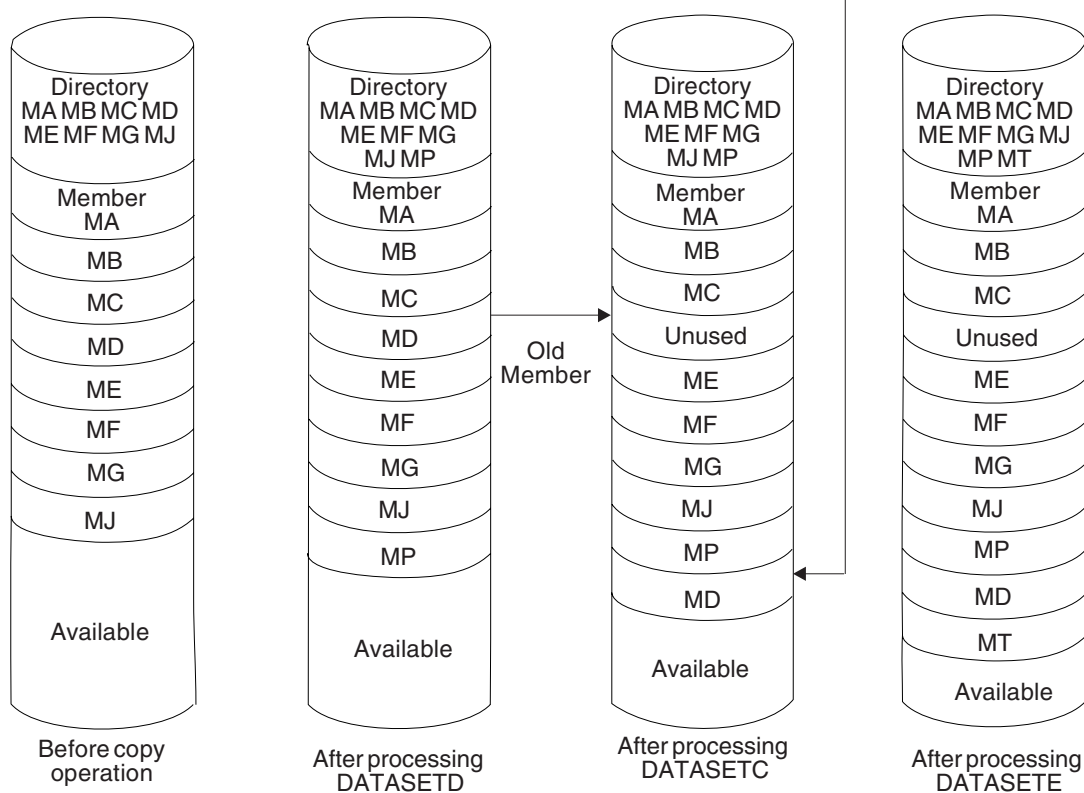 Directory
MA MB MC MD
ME MF MG MJ
Member
MA
MB
MC
MD
ME
MF
MG
MJ
Available
Before copy
operation
Directory
MA MB MC MD
ME MF MG
MJ MP
Member
MA
MB
MC
MD
ME
MF
MG
MJ
MP
Available
After processing
DATASETD
Old
Member
Directory
MA MB MC MD
ME MF MG
MJ MP
Member
MA
MB
MC
Unused
ME
MF
MG
MJ
MP
MD
Available
After processing
DATASETC
Directory
MA MB MC MD
ME MF MG MJ
MP MT
Member
MA
MB
MC
Unused
ME
MF
MG
MJ
MP
MD
MT
Available
After processing
DATASETE